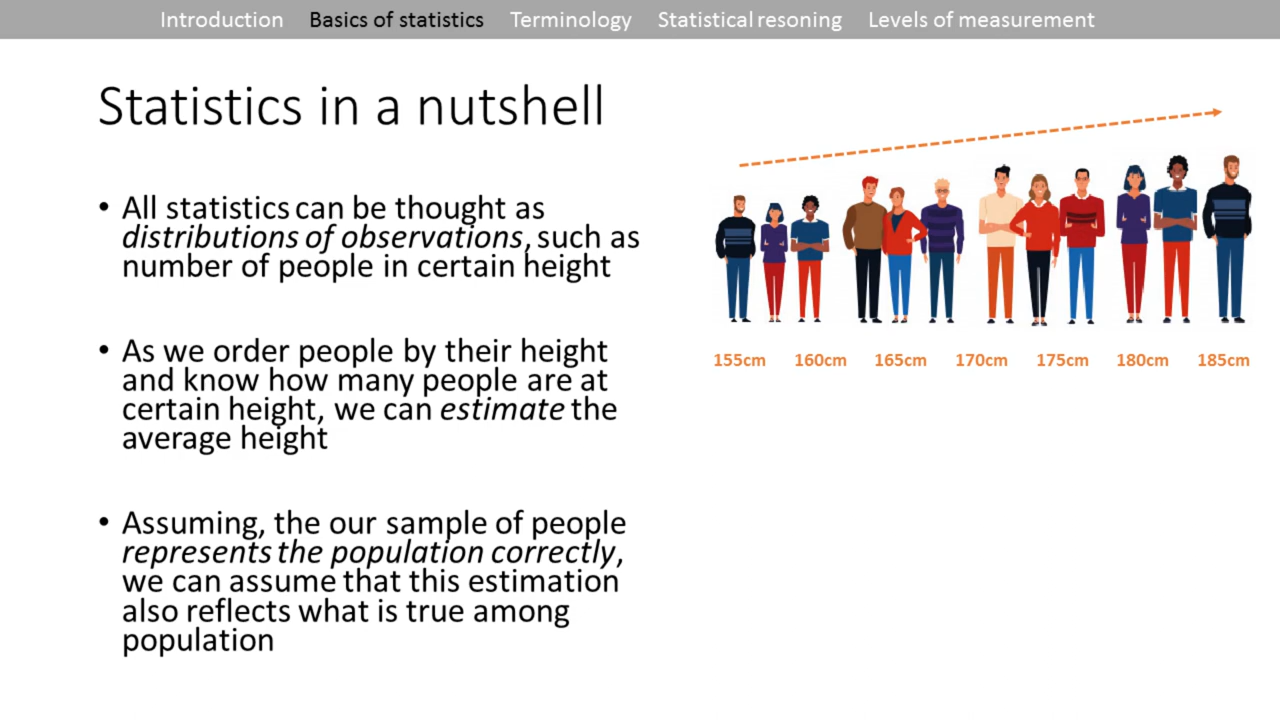 Introduction Basics of statistics Terminology Statistical resoning Levels of measurement
Statistics in a nutshell
• All statistics can be thought as
distributions of observations, such as
number of people in certain height
• As we order people by their height
and know how many people are at
certain height, we can estimate the
average height
• Assuming, the our sample of people
represents the population correctly,
we can assume that this estimation
also reflects what is true among
population
155cm 160cm 165cm 170cm 175cm 180cm 185cm